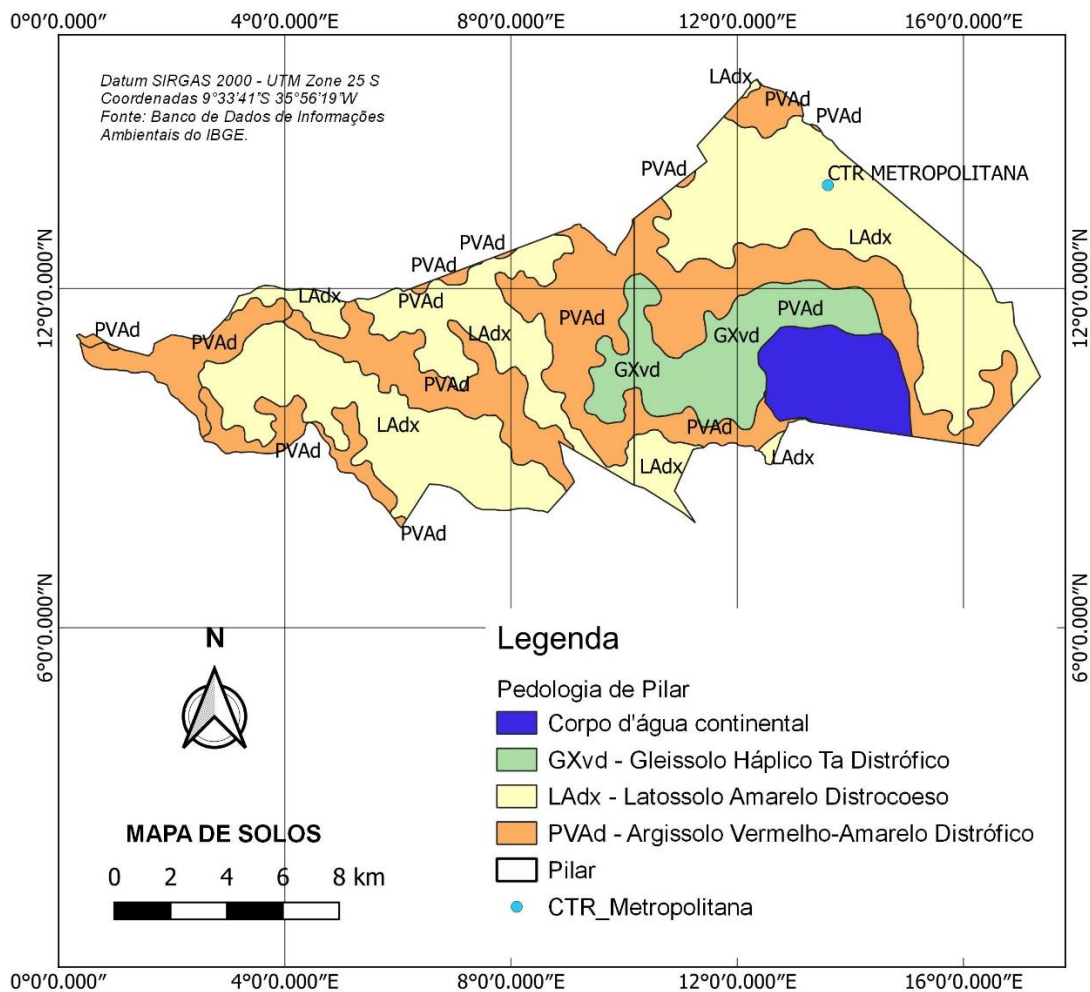 0°0'0.000"
4°0'0.000"
8°0'0.000"
12°0'0.000"
16°0'0.000"
Datum SIRGAS 2000 - UTM Zone 25 S
Coordenadas 9°33'41"S 35°56'19"W
Fonte: Banco de Dados de Informações
Ambientais do IBGE.
LAdx
PVAd
PVAd
PVAd
CTR METROPOLITANA
LAdx
PVAd
PVAd
PVAd
LAdx
12°0'0.000"N
12°0'0.000"N
PVAd
PVAd
PVAd
PVAd
PVAd
LAdx
GXvd
GXvd
PVAd
LAdx
PVAd
PVAd
LAdx
LAdx
PVAd
6°0'0.000"N
6°0'0.000"N
N
Legenda
Pedologia de Pilar
Corpo d'água continental
GXvd - Gleissolo Háplico Ta Distrófico
LAdx - Latossolo Amarelo Distrocoeso
PVAd - Argissolo Vermelho-Amarelo Distrófico
Pilar
CTR_Metropolitana
MAPA DE SOLOS
0 2 4 6 8 km
0°0'0.000"N
4°0'0.000"N
8°0'0.000"N
12°0'0.000"N
16°0'0.000"N